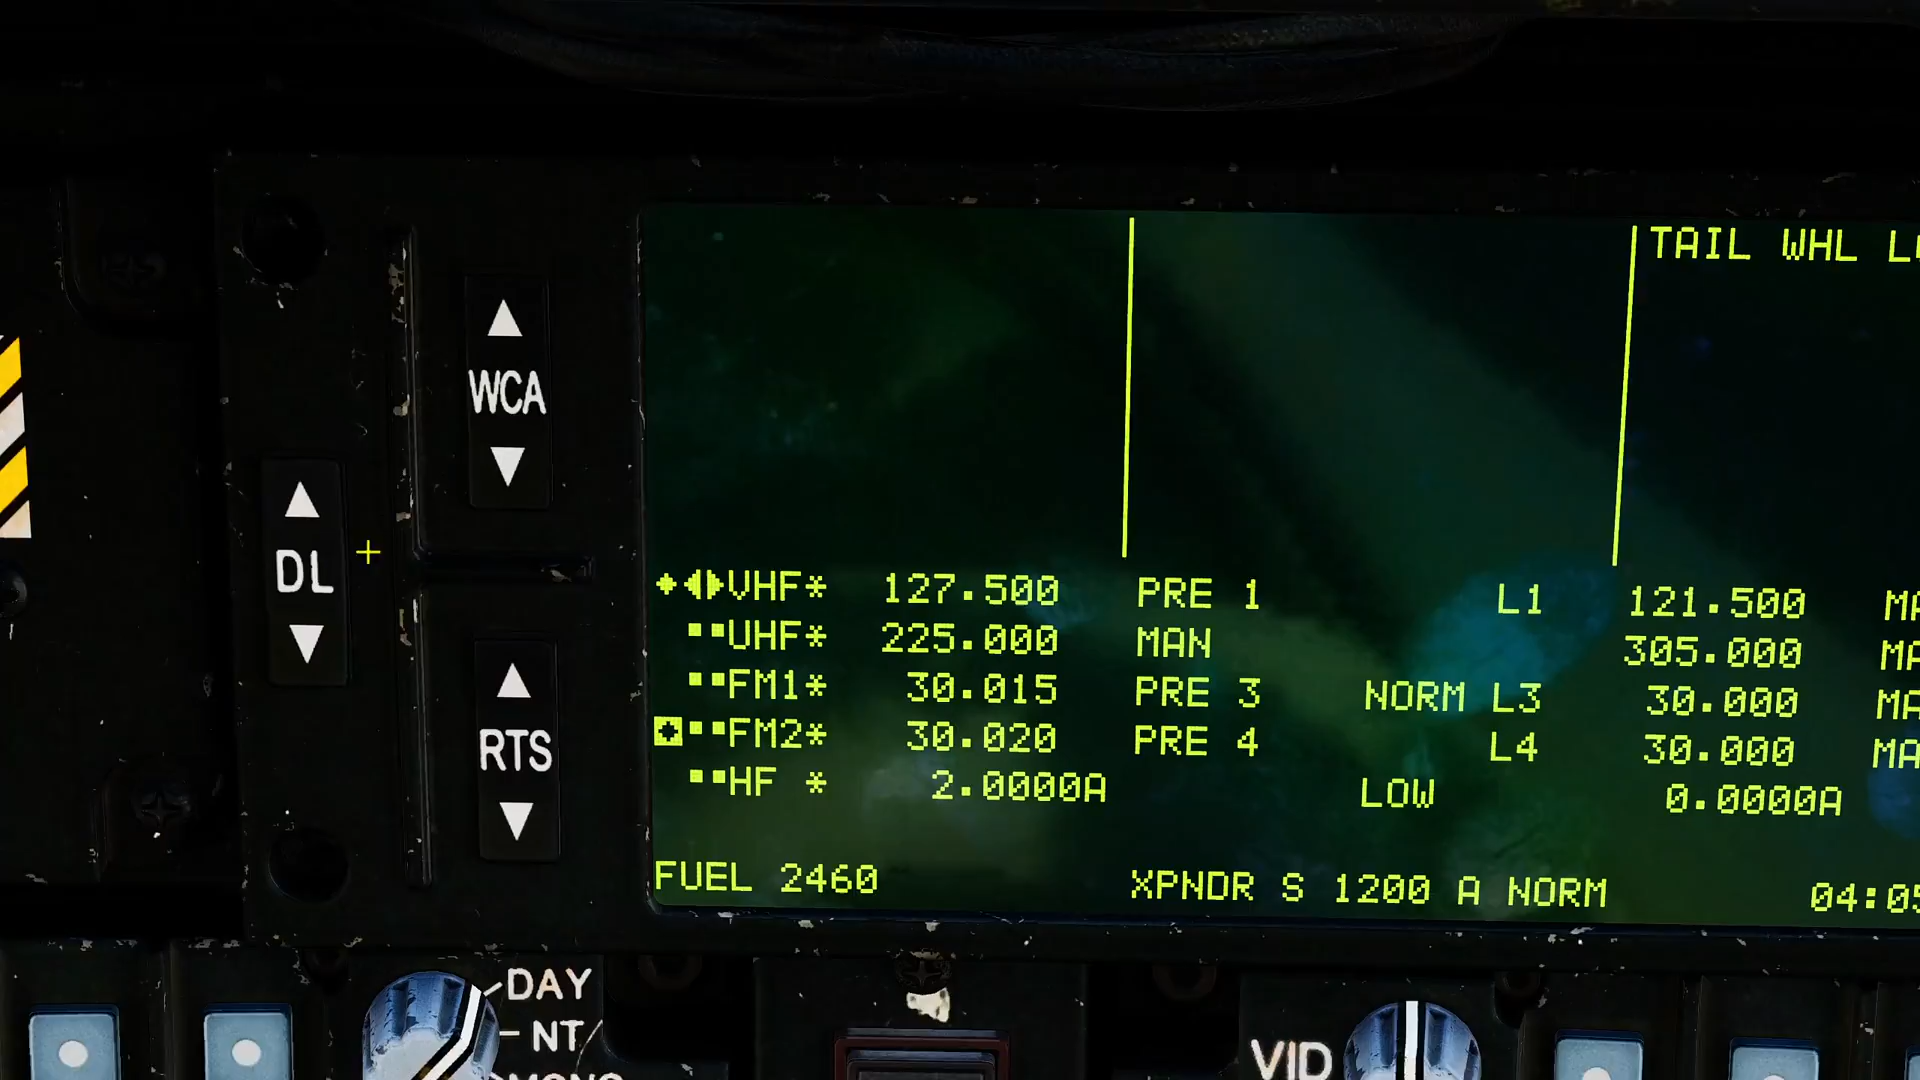 TAIL WHL
WCA
DL
RTS
VHF* 127.500 PRE 1 L1 121.500
UHF* 225.000 MAN 305.000
FM1* 30.015 PRE 3 NORM L3 30.000
FM2* 30.020 PRE 4 L4 30.000
HF * 2.0000A LOW 0.0000A
FUEL 2460 XPNDR S 1200 A NORM 04:05
DAY
NT
VID